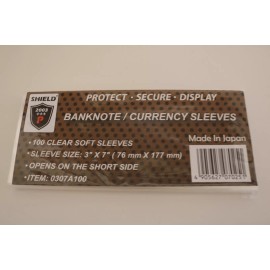 PROTECT • SECURE • DISPLAY
SHIELD
2003
BANKNOTE / CURRENCY SLEEVES
•100 CLEAR SOFT SLEEVES
•SLEEVE SIZE: 3" X 7" ( 76 mm X 177 mm)
•OPENS ON THE SHORT SIDE
•ITEM: 0307A100
Made In Japan